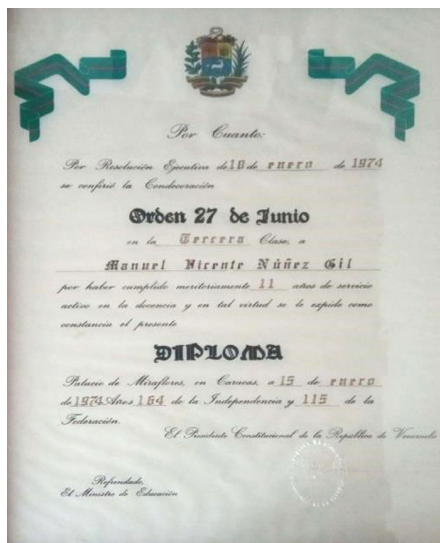 Por Cuanto:
Por Resolución Ejecutiva del 10 de enero de 1974
se confirió la Condecoración
Orden 27 de Junio
en la Tercera Clase, a
Manuel Vicente Núñez Gil
por haber cumplido meritoriamente 11 años de servicio
activo en la docencia y en tal virtud se le expide como
constancia el presente
DIPLOMA
Palacio de Miraflores, en Caracas, a 15 de enero
de 1974 Años 164 de la Independencia y 115 de la
Federación.
El Presidente Constitucional de la República de Venezuela
Refrendado,
El Ministro de Educación